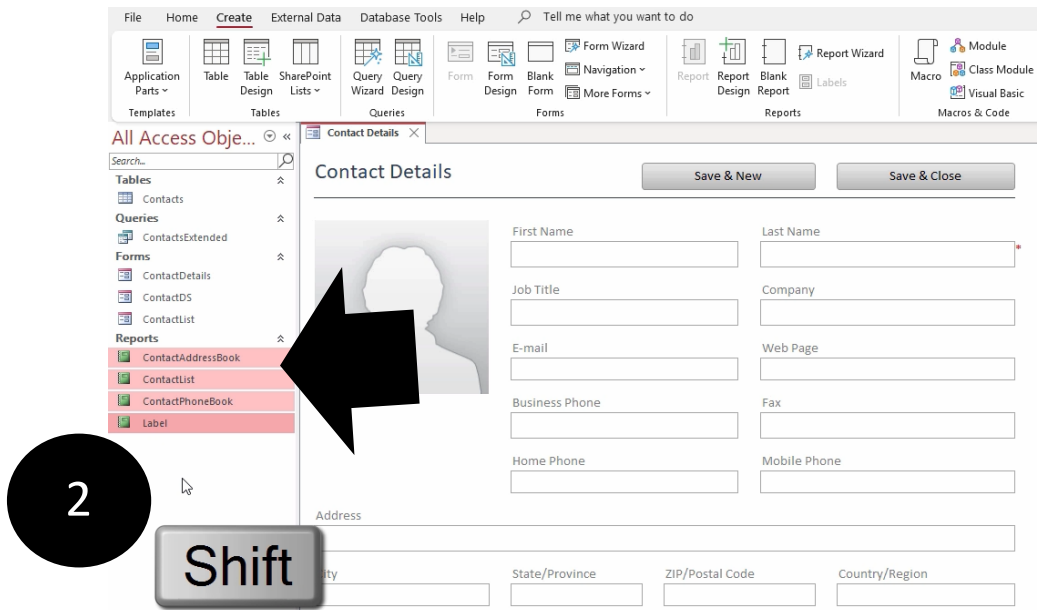 File Home Create External Data Database Tools Help Tell me what you want to do
Application Parts
Table
Table Design
SharePoint Lists
Query Wizard
Query Design
Form
Form Design
Blank Form
Form Wizard
Navigation
More Forms
Report
Report Design
Blank Report
Report Wizard
Labels
Macro
Module
Class Module
Visual Basic
Templates Tables Queries Forms Reports Macros & Code
All Access Obje... «
Search...
Tables
Contacts
Queries
ContactsExtended
Forms
ContactDetails
ContactDS
ContactList
Reports
ContactAddressBook
ContactList
ContactPhoneBook
Label
2
Shift
Contact Details
Contact Details
Save & New Save & Close
First Name Last Name
*
Job Title Company
E-mail Web Page
Business Phone Fax
Home Phone Mobile Phone
Address
ity State/Province ZIP/Postal Code Country/Region